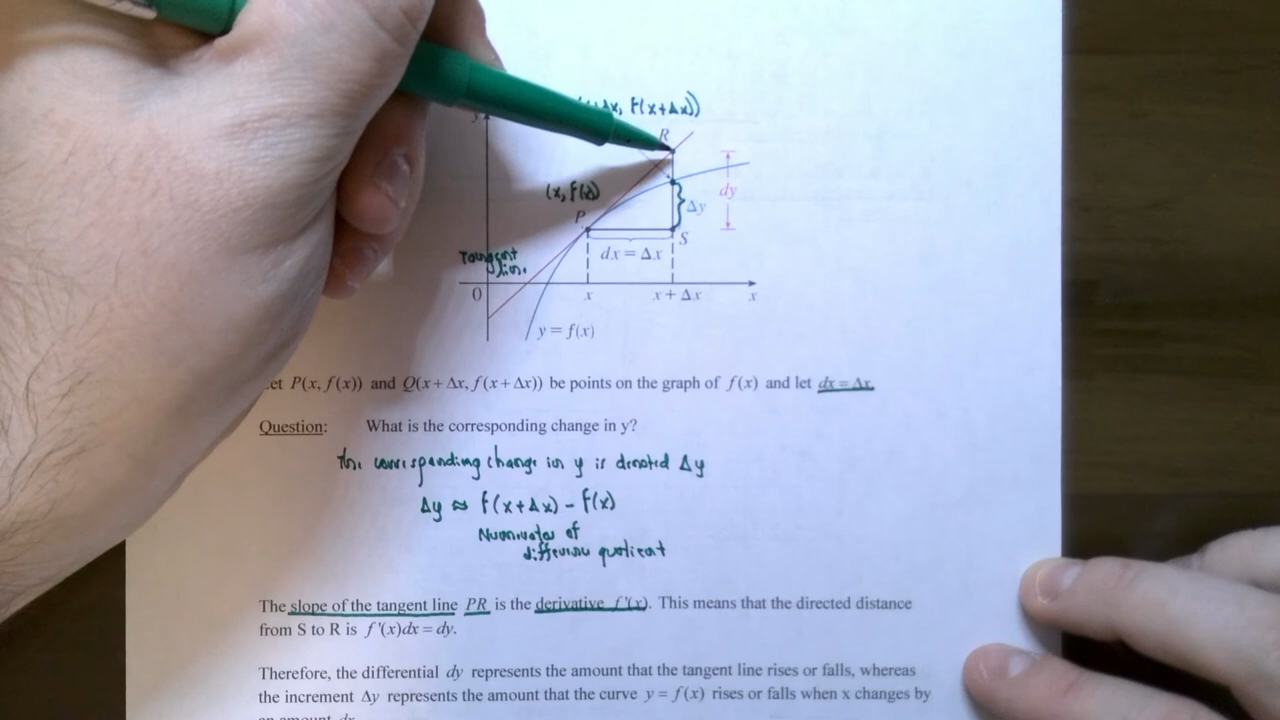 x, f(x+Δx))
y
R
(x, f(x))
dy
P
Δy
S
Tangent
line
dx = Δx
0
x
x + Δx
x
y = f(x)
et P(x, f(x)) and Q(x + Δx, f(x + Δx)) be points on the graph of f(x) and let dx = Δx.
Question: What is the corresponding change in y?
the corresponding change in y is denoted Δy
Δy ≈ f(x+Δx) - f(x)
Numerator of
difference quotient
The slope of the tangent line PR is the derivative f'(x). This means that the directed distance
from S to R is f'(x)dx = dy.
Therefore, the differential dy represents the amount that the tangent line rises or falls, whereas
the increment Δy represents the amount that the curve y = f(x) rises or falls when x changes by
an amount dx